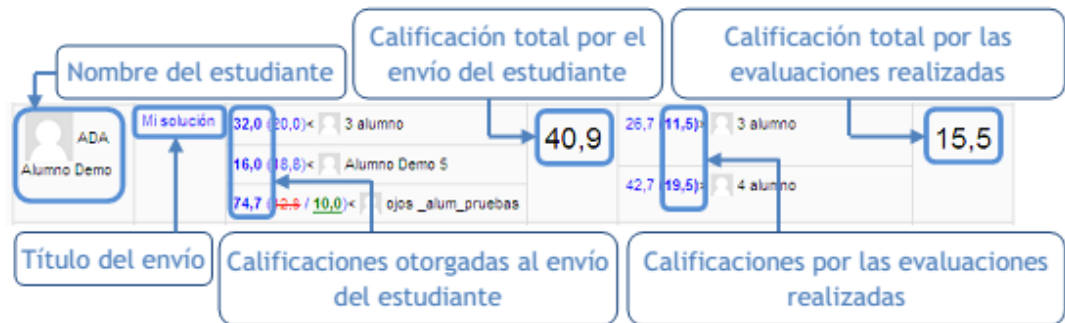 Nombre del estudiante
Calificación total por el
envío del estudiante
Calificación total por las
evaluaciones realizadas
ADA
Alumno Demo
Mi solución
32,0 (20,0)< 3 alumno
16,0 (18,8)< Alumno Demo 5
74,7 (12,8 / 10,0)< ojos _alum_pruebas
40,9
26,7 (11,5)> 3 alumno
42,7 (19,5)> 4 alumno
15,5
Título del envío
Calificaciones otorgadas al envío
del estudiante
Calificaciones por las evaluaciones
realizadas